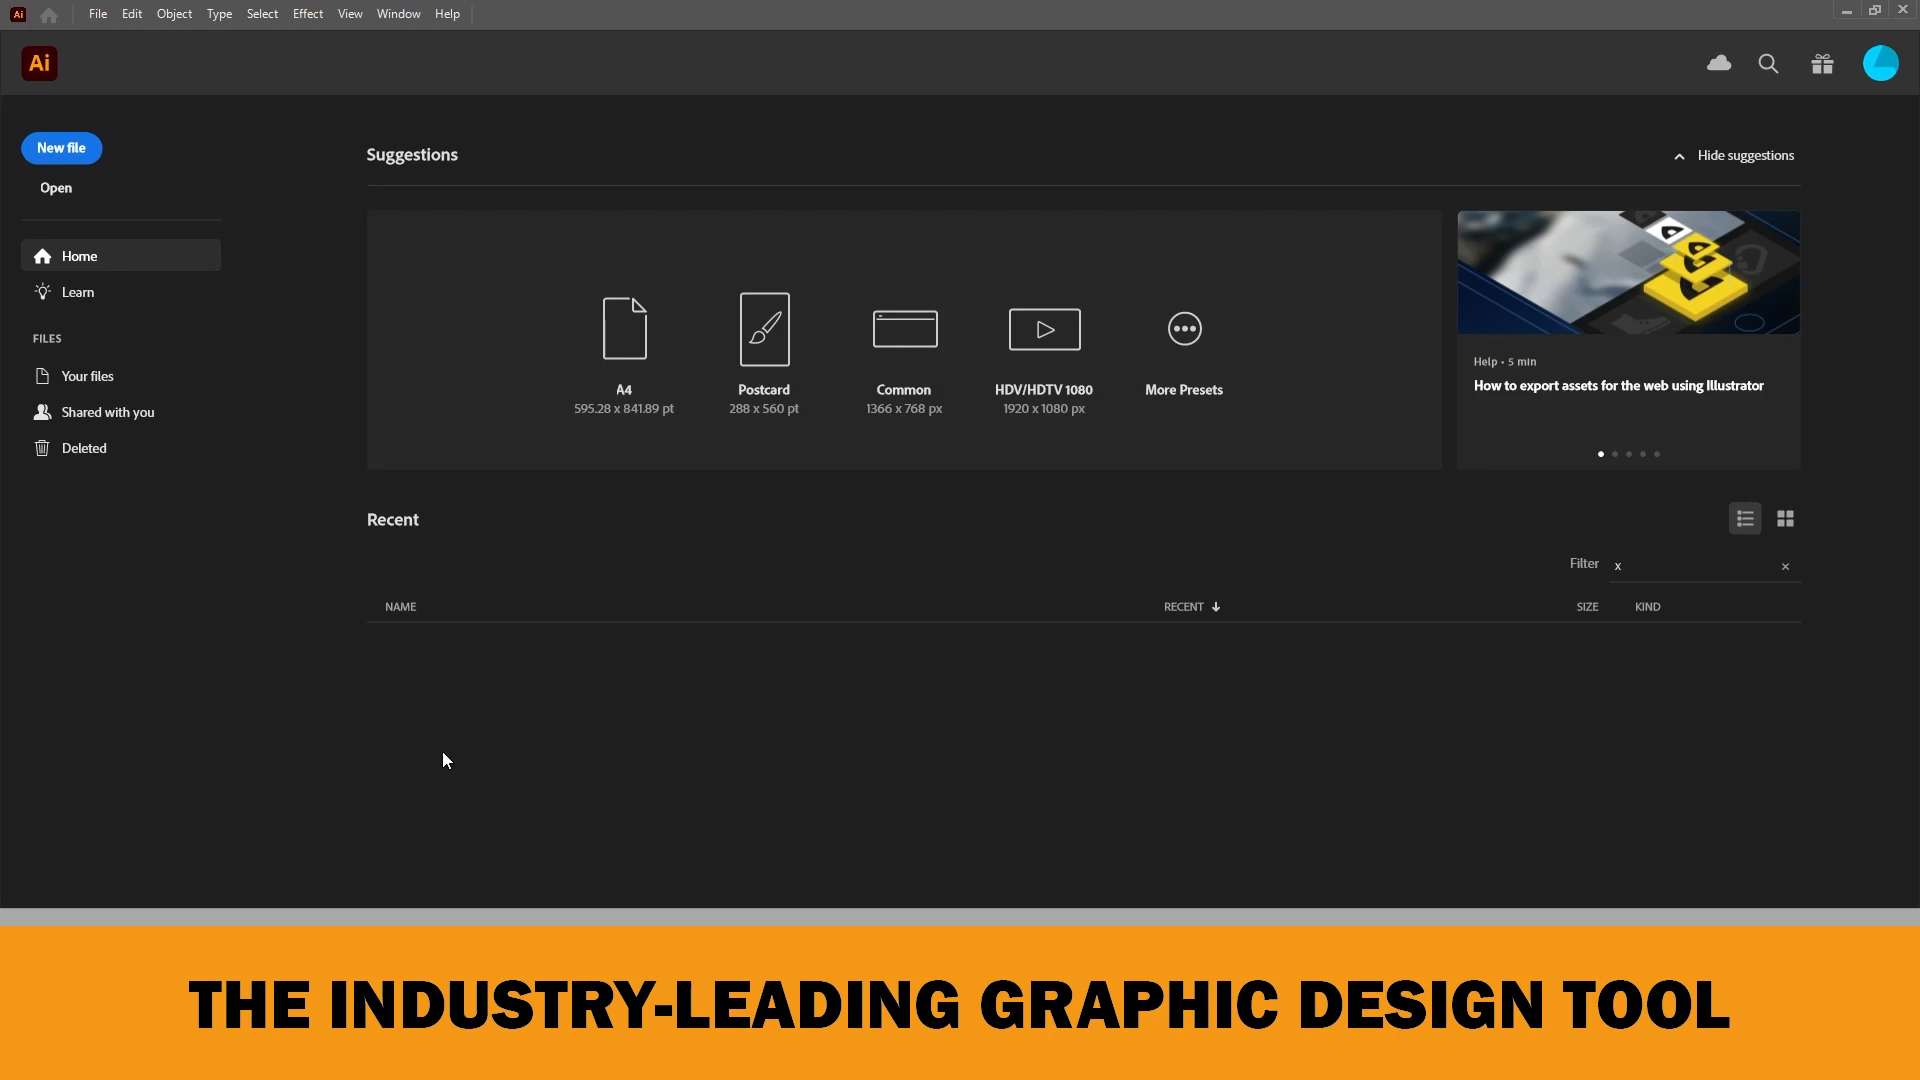 Ai File Edit Object Type Select Effect View Window Help
Ai
New file
Open
Home
Learn
FILES
Your files
Shared with you
Deleted
Suggestions
Hide suggestions
A4
595.28 x 841.89 pt
Postcard
288 x 560 pt
Common
1366 x 768 px
HDV/HDTV 1080
1920 x 1080 px
More Presets
Help • 5 min
How to export assets for the web using Illustrator
Recent
Filter x
NAME RECENT SIZE KIND
THE INDUSTRY-LEADING GRAPHIC DESIGN TOOL